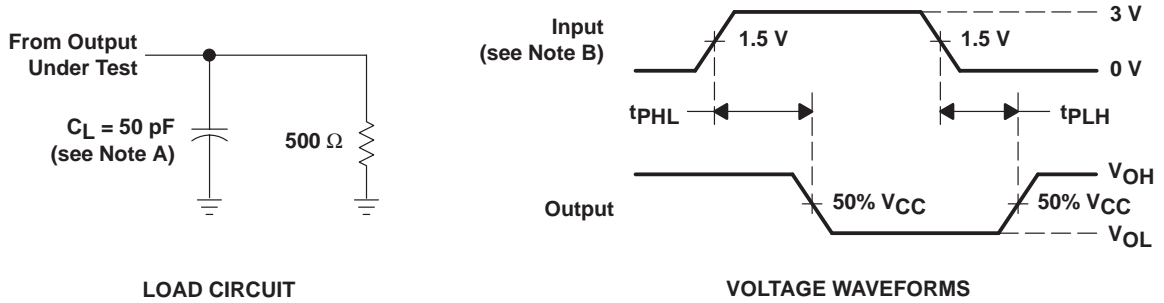 From Output
Under Test
CL = 50 pF
(see Note A)
500 Ω
LOAD CIRCUIT
Input
(see Note B)
1.5 V
1.5 V
3 V
0 V
tPHL
tPLH
Output
50% VCC
50% VCC
VOH
VOL
VOLTAGE WAVEFORMS